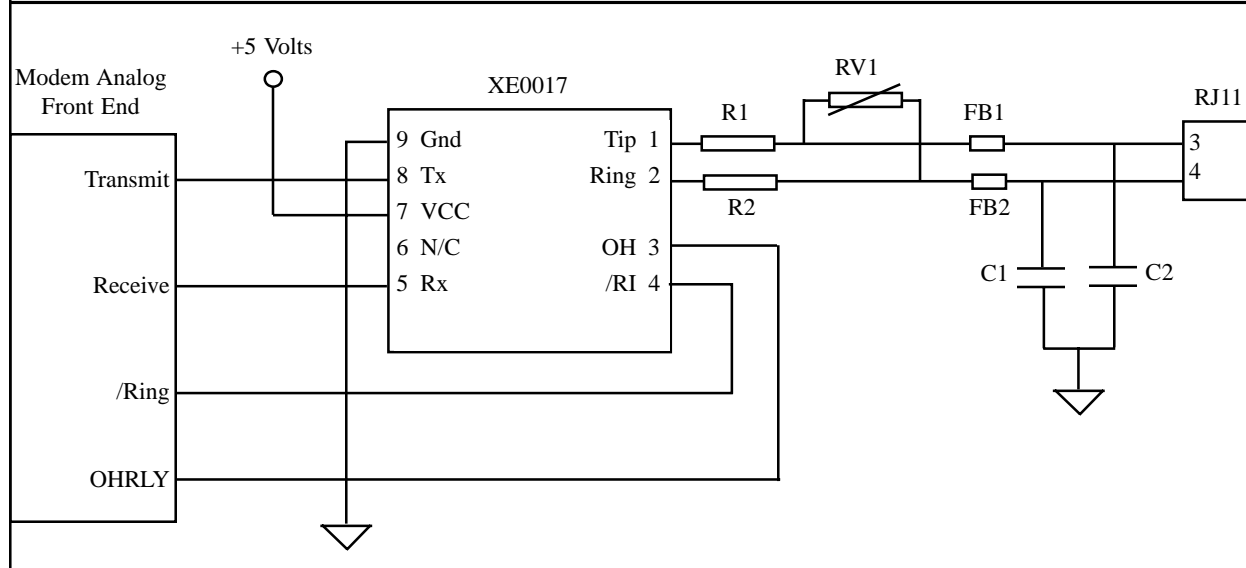 +5 Volts
Modem Analog
Front End
Transmit
Receive
/Ring
OHRLY
XE0017
9 Gnd
8 Tx
7 VCC
6 N/C
5 Rx
Tip 1
Ring 2
OH 3
/RI 4
R1
R2
RV1
FB1
FB2
C1
C2
RJ11
3
4